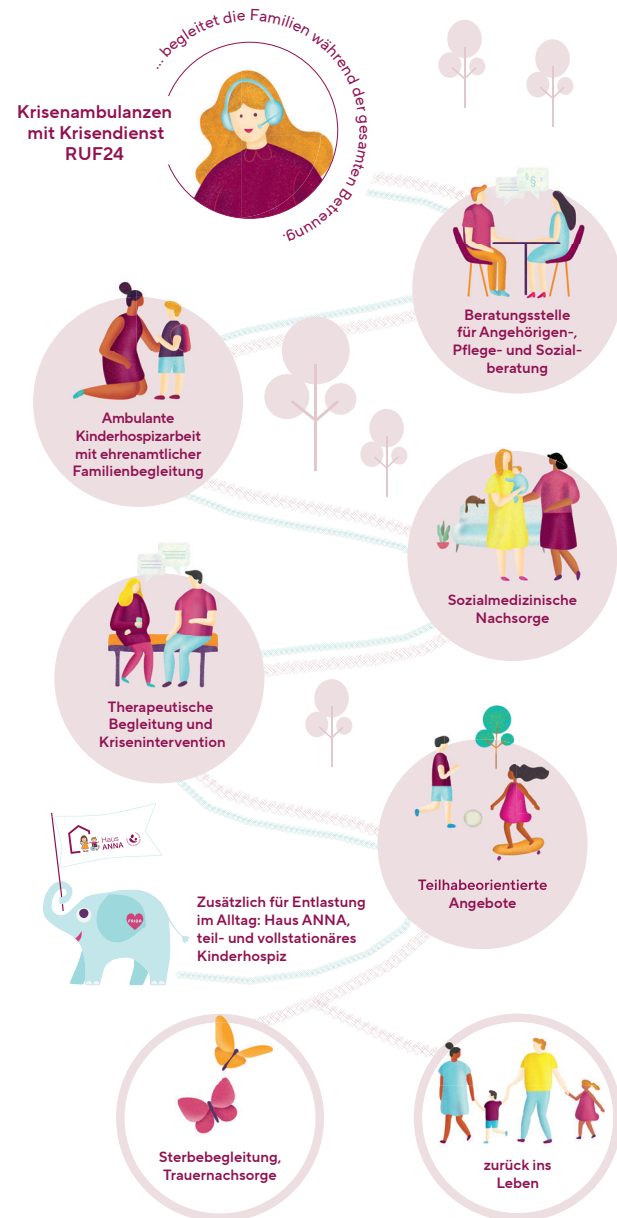 ... begleitet die Familien während der gesamten Betreuung.
Krisenambulanzen
mit Krisendienst
RUF24
§
Beratungsstelle
für Angehörigen-,
Pflege- und Sozial-
beratung
Ambulante
Kinderhospizarbeit
mit ehrenamtlicher
Familienbegleitung
Sozialmedizinische
Nachsorge
Therapeutische
Begleitung und
Krisenintervention
Teilhabeorientierte
Angebote
Haus
ANNA
FRIDA
Zusätzlich für Entlastung
im Alltag: Haus ANNA,
teil- und vollstationäres
Kinderhospiz
Sterbebegleitung,
Trauernachsorge
zurück ins
Leben